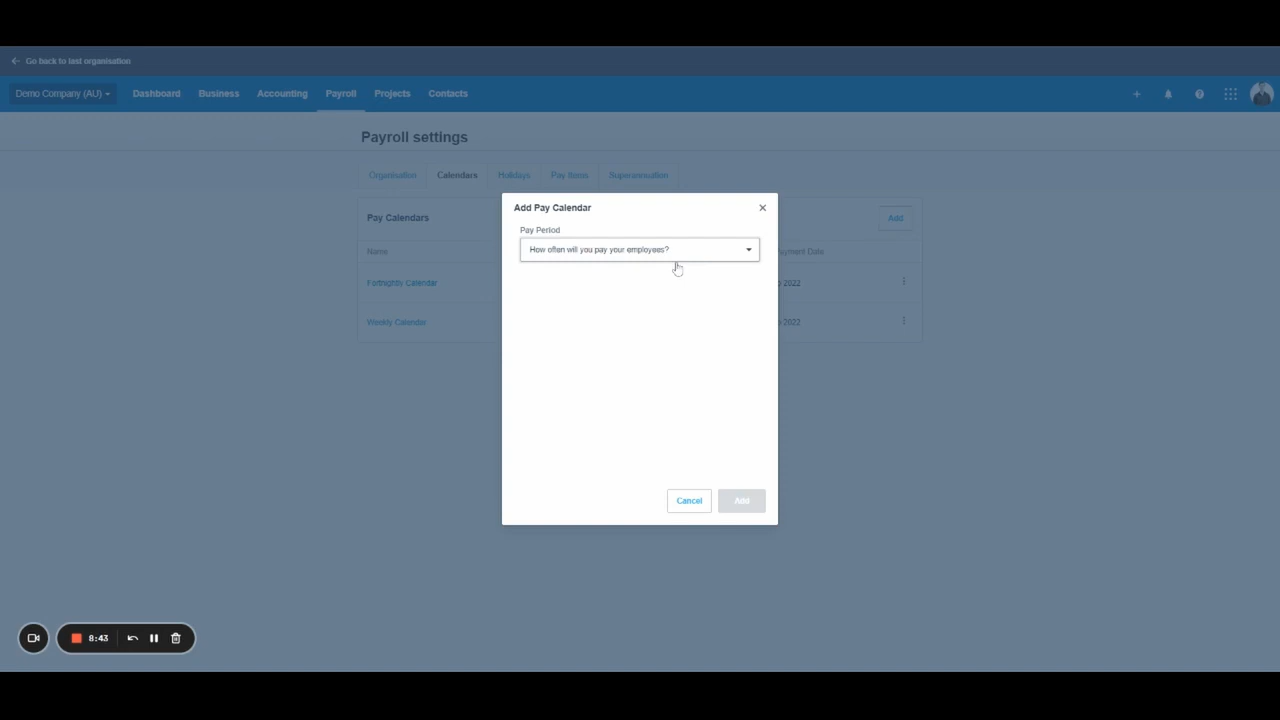 Go back to last organisation
Demo Company (AU)
Dashboard
Business
Accounting
Payroll
Projects
Contacts
Payroll settings
Organisation
Calendars
Holidays
Pay Items
Superannuation
Pay Calendars
Add
Name
ayment Date
Fortnightly Calendar
2022
Weekly Calendar
2022
Add Pay Calendar
Pay Period
How often will you pay your employees?
Cancel
Add
8:43